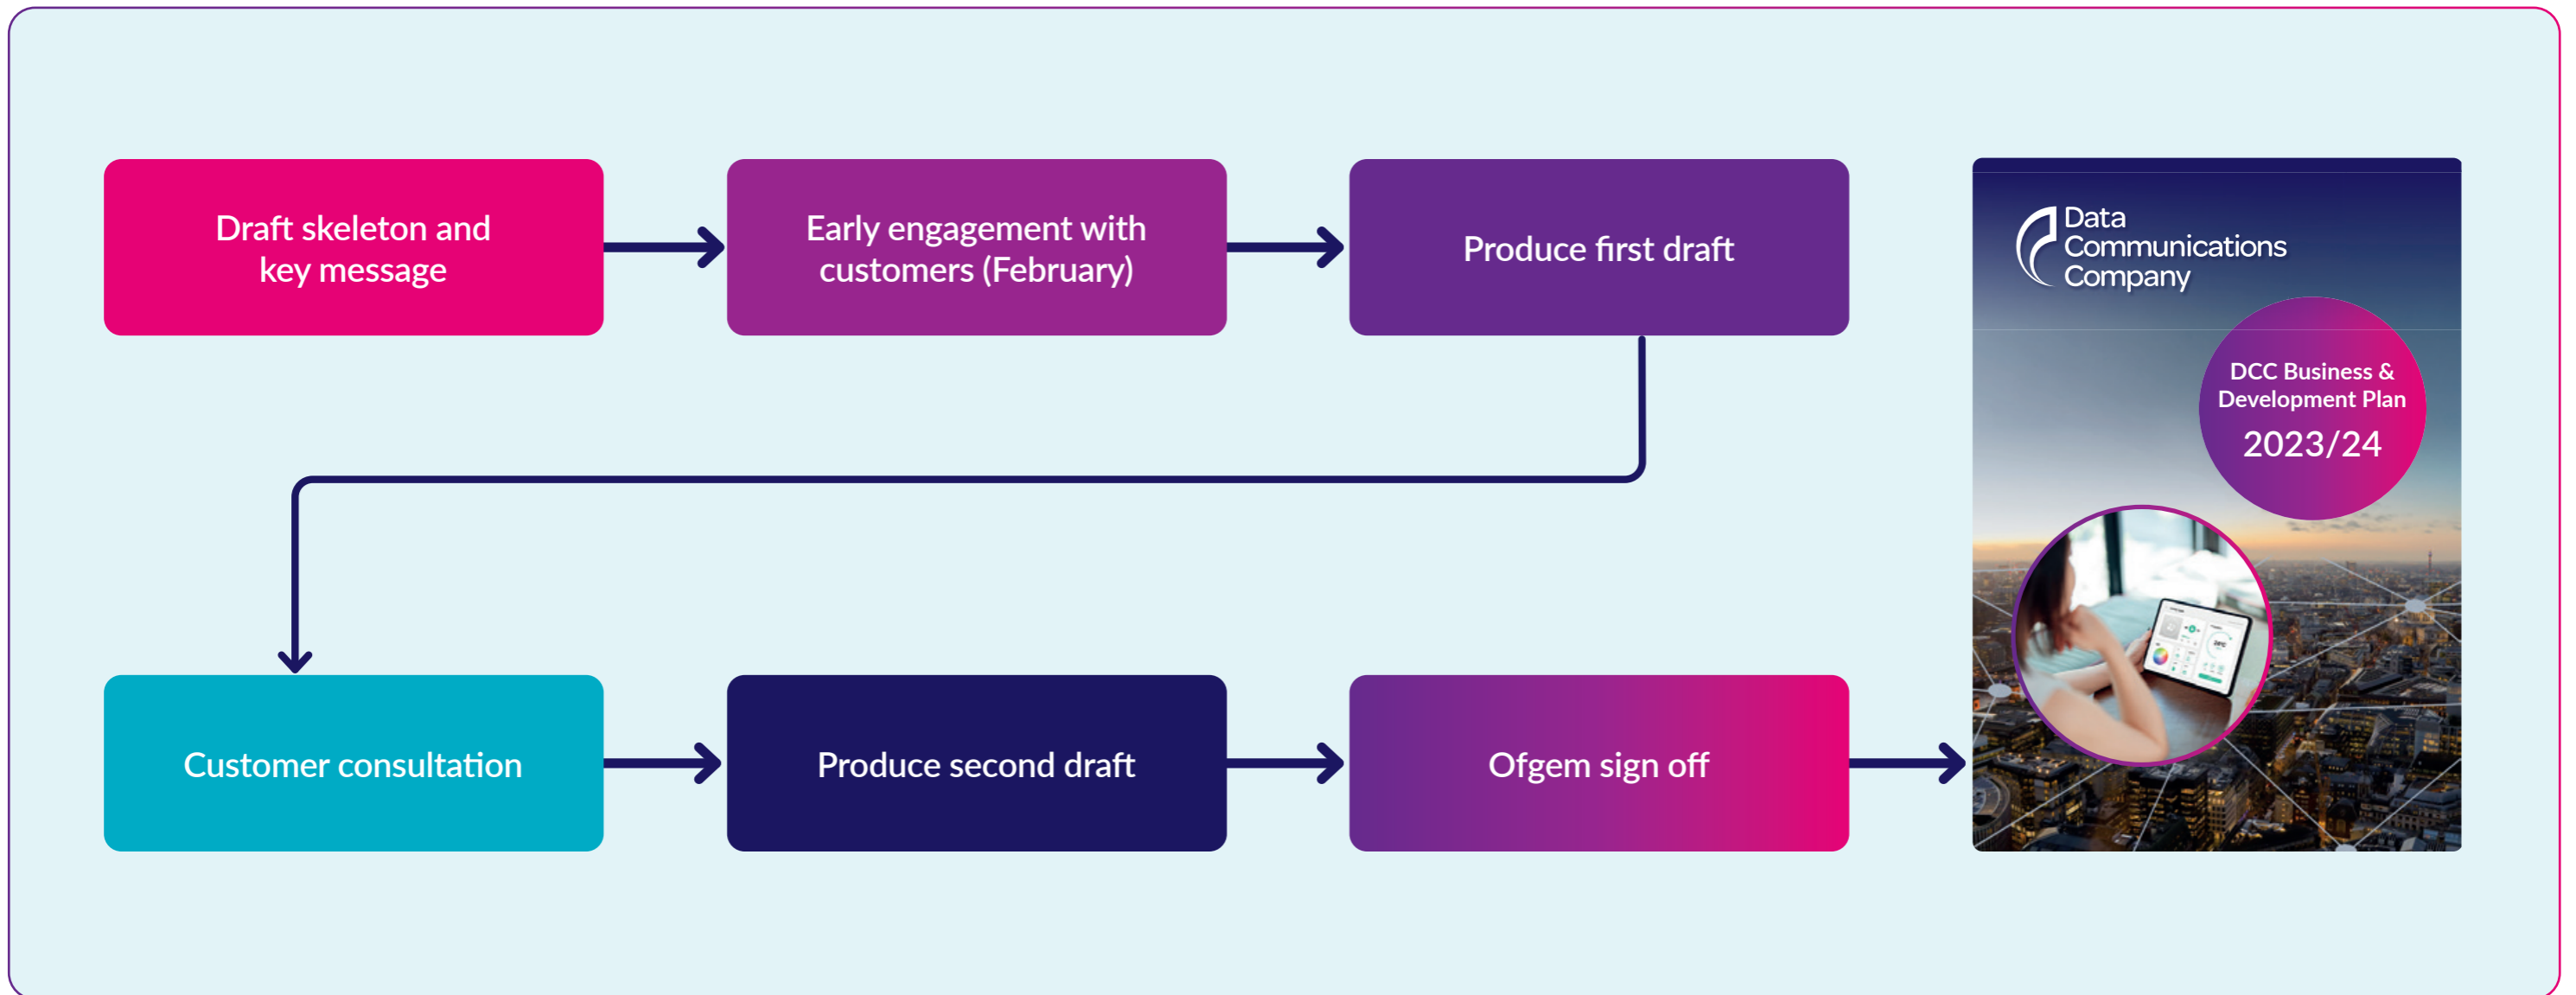 Draft skeleton and
key message
Early engagement with
customers (February)
Produce first draft
Customer consultation
Produce second draft
Ofgem sign off
Data
Communications
Company
DCC Business &
Development Plan
2023/24